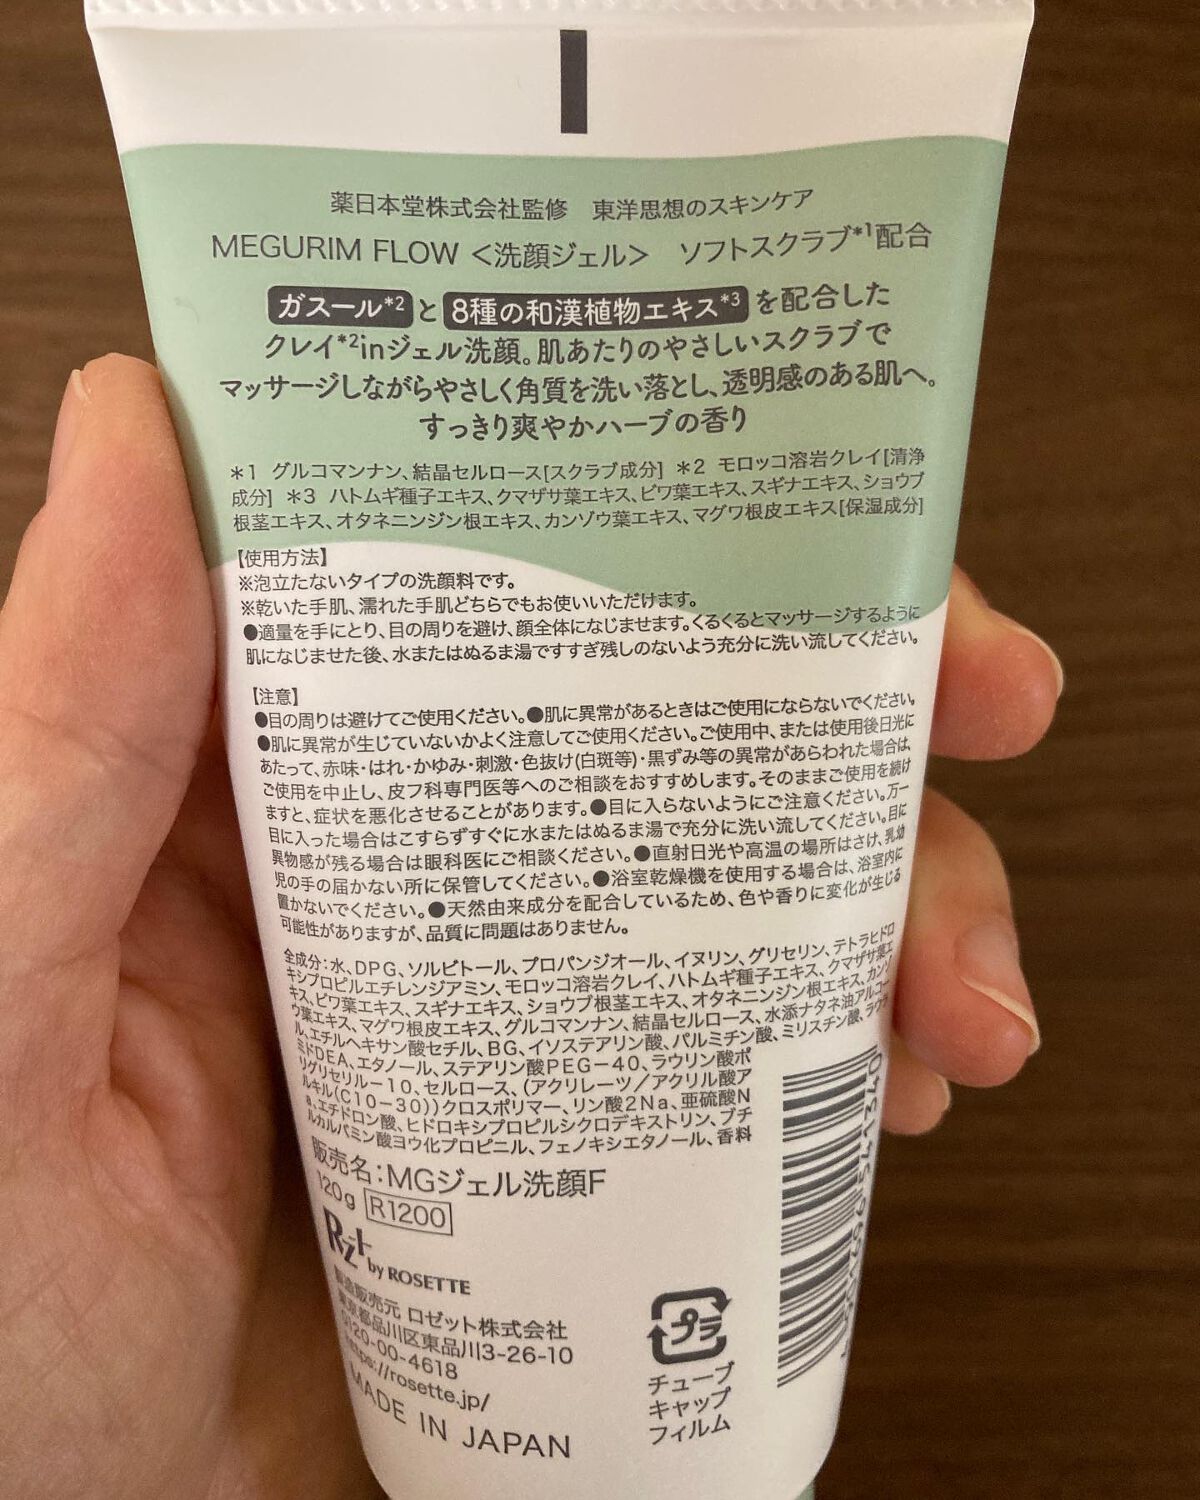 薬日本堂株式会社監修 東洋思想のスキンケア
MEGURIM FLOW <洗顔ジェル> ソフトスクラブ*1配合
ガスール*2と8種の和漢植物エキス*3を配合した
クレイ*2inジェル洗顔。肌あたりのやさしいスクラブで
マッサージしながらやさしく角質を洗い落とし、透明感のある肌へ。
すっきり爽やかハーブの香り
*1 グルコマンナン、結晶セルロース[スクラブ成分] *2 モロッコ溶岩クレイ[清浄
成分] *3 ハトムギ種子エキス、クマザサ葉エキス、ビワ葉エキス、スギナエキス、ショウブ
根茎エキス、オタネニンジン根エキス、カンゾウ葉エキス、マグワ根皮エキス[保湿成分]
【使用方法】
※泡立たないタイプの洗顔料です。
※乾いた手肌、濡れた手肌どちらでもお使いいただけます。
●適量を手にとり、目の周りを避け、顔全体になじませます。くるくるとマッサージするように
肌になじませた後、水またはぬるま湯ですすぎ残しのないよう充分に洗い流してください。
【注意】
●目の周りは避けてご使用ください。●肌に異常があるときはご使用にならないでください。
●肌に異常が生じていないかよく注意してご使用ください。ご使用中、または使用後日光に
あたって、赤味・はれ・かゆみ・刺激・色抜け(白斑等)・黒ずみ等の異常があらわれた場合は、
ご使用を中止し、皮フ科専門医等へのご相談をおすすめします。そのままご使用を続け
ますと、症状を悪化させることがあります。●目に入らないようにご注意ください。万一
目に入った場合はこすらずすぐに水またはぬるま湯で充分に洗い流してください。目に
異物感が残る場合は眼科医にご相談ください。●直射日光や高温の場所はさけ、乳幼
児の手の届かない所に保管してください。●浴室乾燥機を使用する場合は、浴室内に
置かないでください。●天然由来成分を配合しているため、色や香りに変化が生じる
可能性がありますが、品質に問題はありません。
全成分:水、DPG、ソルビトール、プロパンジオール、イヌリン、グリセリン、テトラヒドロ
キシプロピルエチレンジアミン、モロッコ溶岩クレイ、ハトムギ種子エキス、クマザサ葉エ
キス、ビワ葉エキス、スギナエキス、ショウブ根茎エキス、オタネニンジン根エキス、カンゾ
ウ葉エキス、マグワ根皮エキス、グルコマンナン、結晶セルロース、水添ナタネ油アルコー
ル、エチルヘキサン酸セチル、BG、イソステアリン酸、パルミチン酸、ミリスチン酸、ラウラ
ミドDEA、エタノール、ステアリン酸PEG-40、ラウリン酸ポ
リグリセリル-10、セルロース、(アクリレーツ/アクリル酸ア
ルキル(C10-30))クロスポリマー、リン酸2Na、亜硫酸N
a、エチドロン酸、ヒドロキシプロピルシクロデキストリン、ブチ
ルカルバミン酸ヨウ化プロピニル、フェノキシエタノール、香料
販売名:MGジェル洗顔F
120g R1200
Rz+ by ROSETTE
製造販売元 ロゼット株式会社
東京都品川区東品川3-26-10
0120-00-4618
https://rosette.jp/
MADE IN JAPAN
プラ
チューブ
キャップ
フィルム